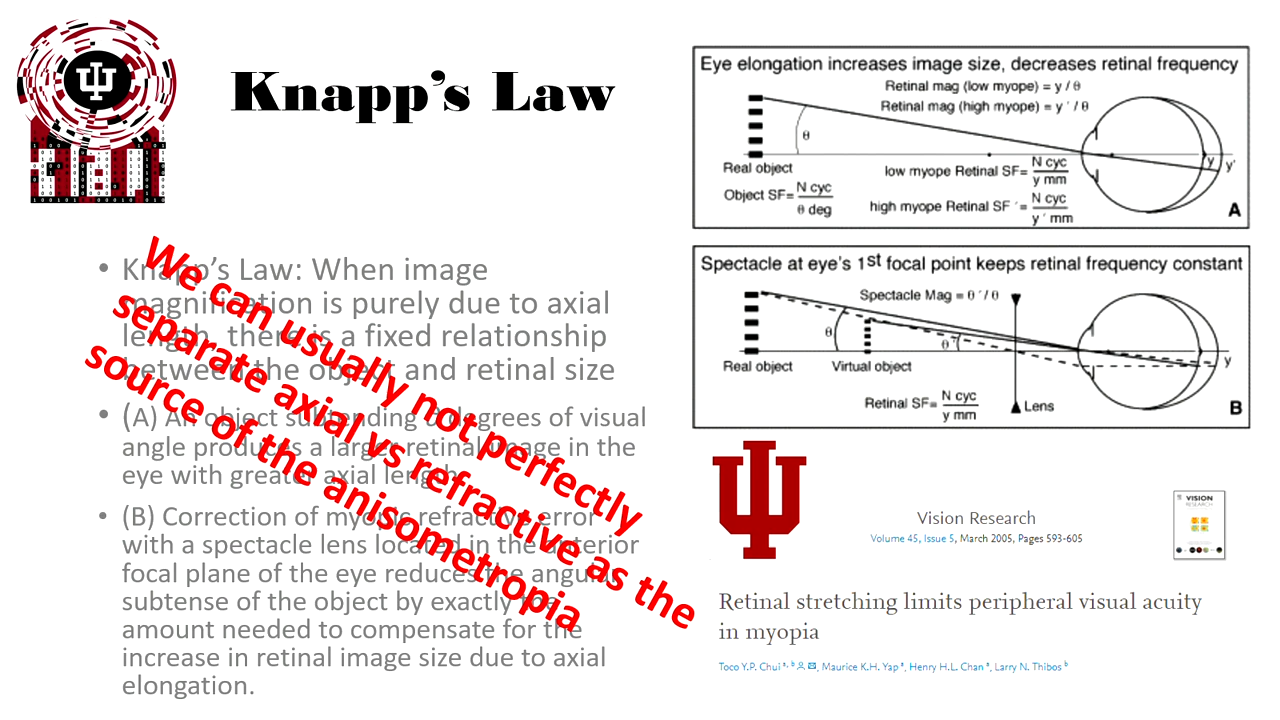 Knapp's Law
• Knapp's Law: When image
magnification is purely due to axial
length, there is a fixed relationship
between the object and retinal size
• (A) An object subtending θ degrees of visual
angle produces a larger retinal image in the
eye with greater axial length
• (B) Correction of myopic refractive error
with a spectacle lens located in the anterior
focal plane of the eye reduces the angular
subtense of the object by exactly the
amount needed to compensate for the
increase in retinal image size due to axial
elongation.
We can usually not perfectly
separate axial vs refractive as the
source of the anisometropia
Eye elongation increases image size, decreases retinal frequency
Retinal mag (low myope) = y / θ
Retinal mag (high myope) = y ' / θ
θ
y
y'
Real object
low myope Retinal SF= N cyc
y mm
Object SF= N cyc
θ deg
high myope Retinal SF ' = N cyc
y ' mm
A
Spectacle at eye's 1st focal point keeps retinal frequency constant
Spectacle Mag = θ ' / θ
θ
θ '
y
Real object
Virtual object
Retinal SF= N cyc
y mm
Lens
B
Vision Research
Volume 45, Issue 5, March 2005, Pages 593-605
VISION
RESEARCH
Retinal stretching limits peripheral visual acuity
in myopia
Toco Y.P. Chui a, b, Maurice K.H. Yap a, Henry H.L. Chan a, Larry N. Thibos b